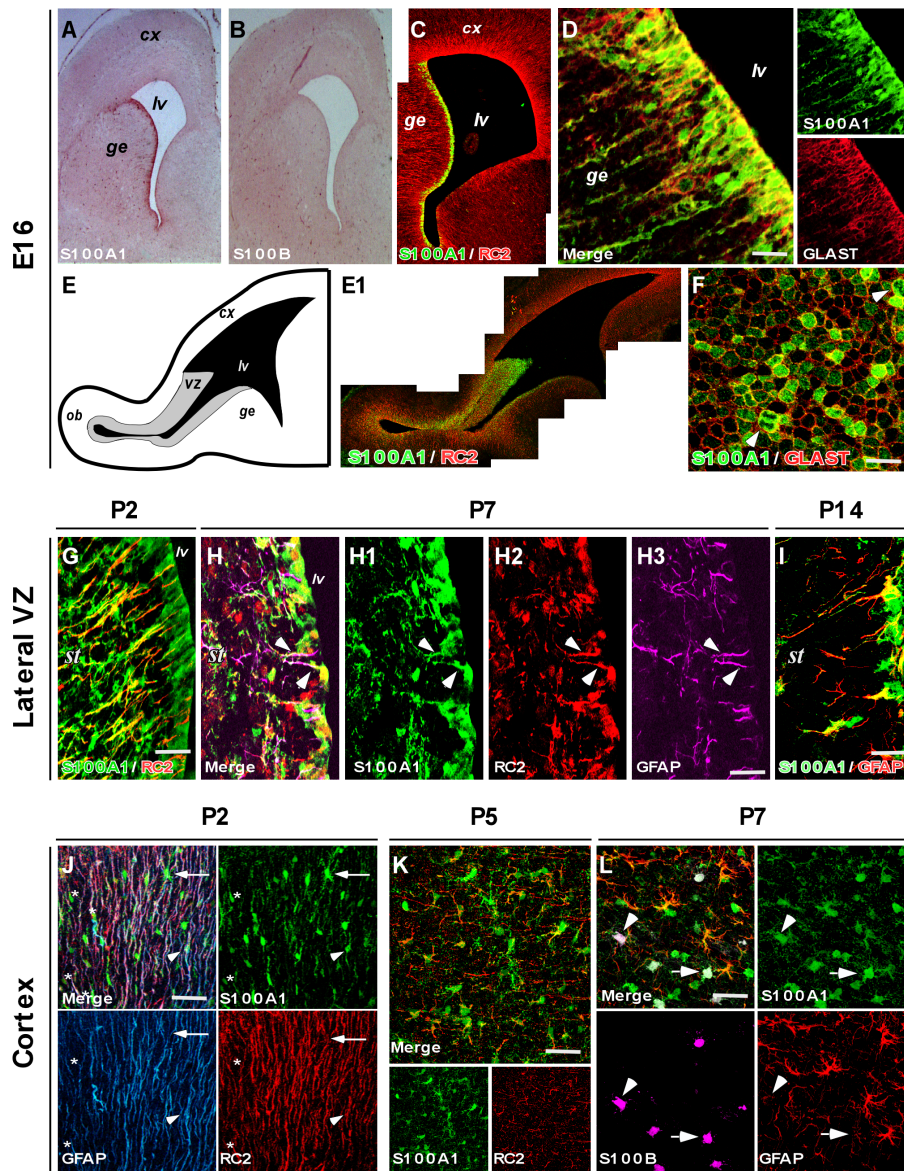 E16
A
cx
lv
ge
S100A1
B
S100B
C
cx
ge
lv
S100A1 / RC2
D
lv
ge
Merge
S100A1
GLAST
E
cx
vz
lv
ob
ge
E1
S100A1 / RC2
F
S100A1 / GLAST
Lateral VZ
P2
P7
P14
G
lv
st
S100A1 / RC2
H
lv
st
Merge
H1
S100A1
H2
RC2
H3
GFAP
I
st
S100A1 / GFAP
Cortex
P2
P5
P7
J
*
*
*
*
*
Merge
*
*
S100A1
*
*
GFAP
*
*
RC2
K
Merge
S100A1
RC2
L
Merge
S100A1
S100B
GFAP